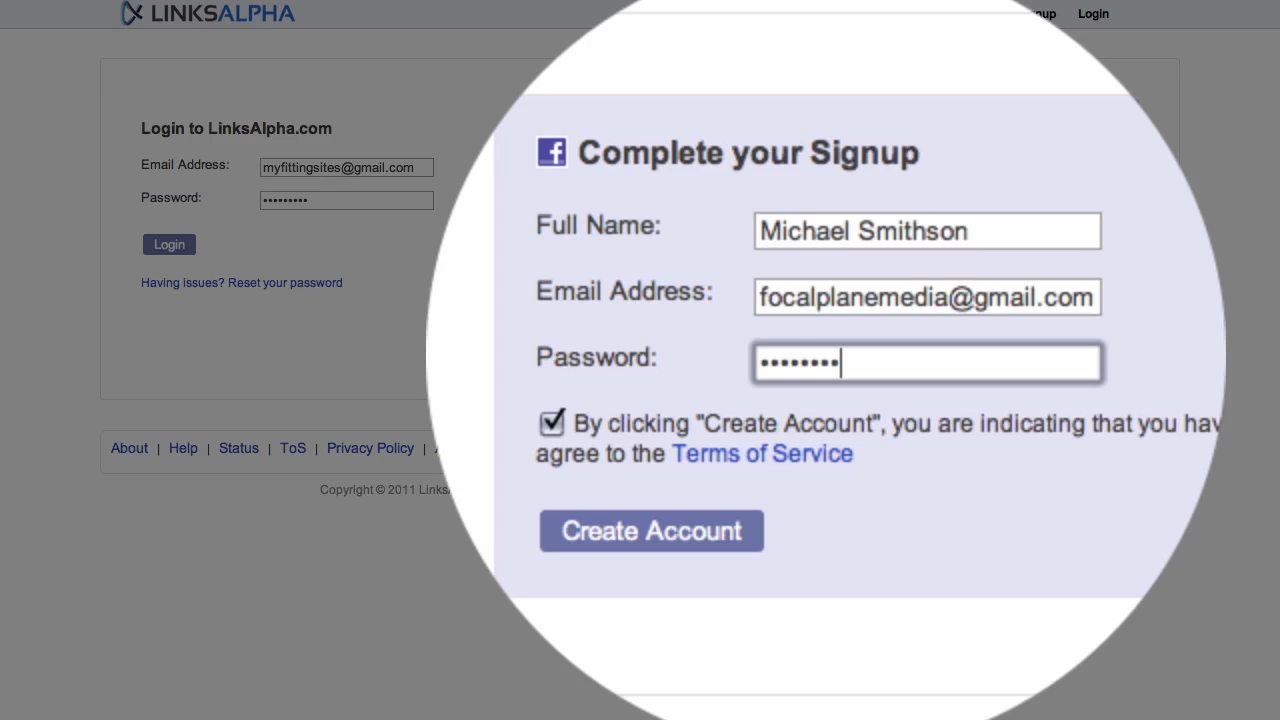 LINKSALPHA
Login
Login to LinksAlpha.com
Email Address: myfittingsites@gmail.com
Password: •••••••••
Login
Having issues? Reset your password
Complete your Signup
Full Name: Michael Smithson
Email Address: focalplanemedia@gmail.com
Password: ••••••••
By clicking "Create Account", you are indicating that you
agree to the Terms of Service
Create Account
About | Help | Status | ToS | Privacy Policy |
Copyright © 2011